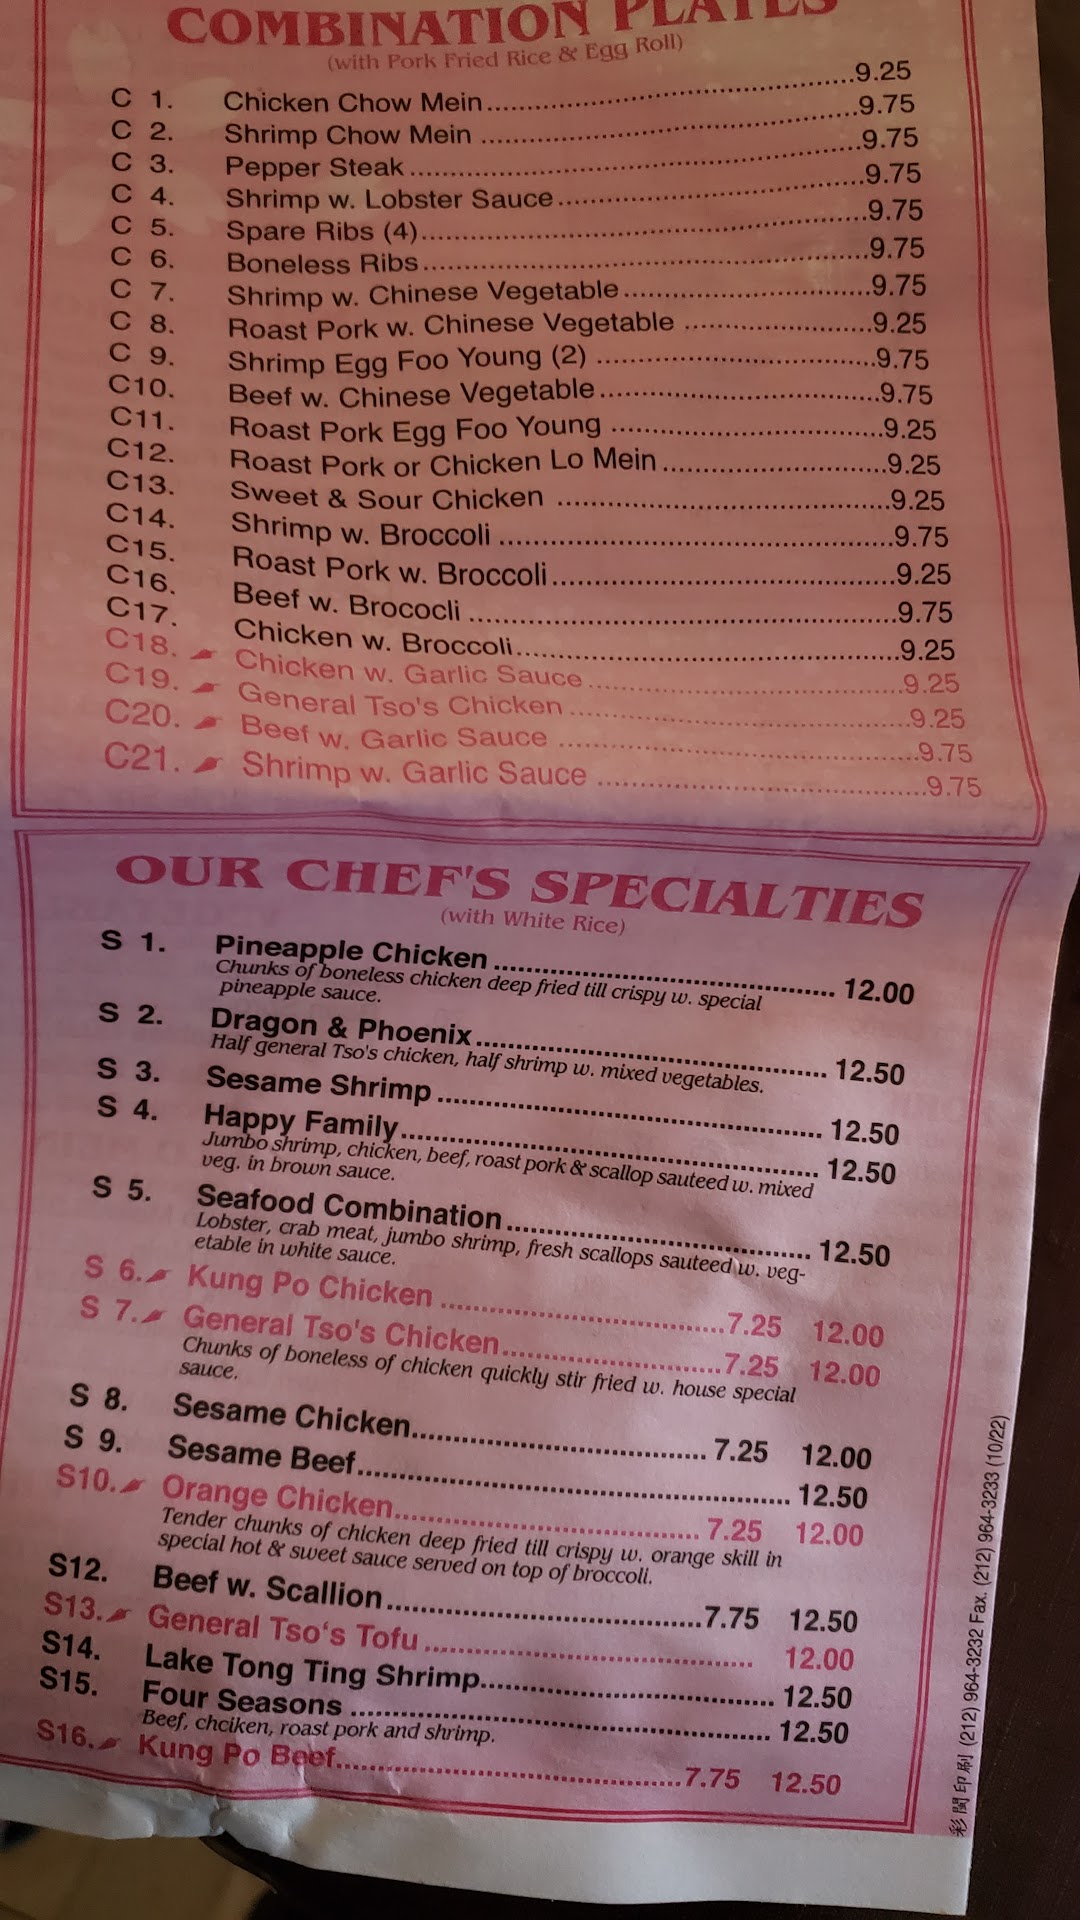 COMBINATION PLATES
(with Pork Fried Rice & Egg Roll)
C 1. Chicken Chow Mein 9.25
C 2. Shrimp Chow Mein 9.75
C 3. Pepper Steak 9.75
C 4. Shrimp w. Lobster Sauce 9.75
C 5. Spare Ribs (4) 9.75
C 6. Boneless Ribs 9.75
C 7. Shrimp w. Chinese Vegetable 9.75
C 8. Roast Pork w. Chinese Vegetable 9.25
C 9. Shrimp Egg Foo Young (2) 9.75
C10. Beef w. Chinese Vegetable 9.75
C11. Roast Pork Egg Foo Young 9.25
C12. Roast Pork or Chicken Lo Mein 9.25
C13. Sweet & Sour Chicken 9.25
C14. Shrimp w. Broccoli 9.75
C15. Roast Pork w. Broccoli 9.25
C16. Beef w. Brococli 9.75
C17. Chicken w. Broccoli 9.25
C18. Chicken w. Garlic Sauce 9.25
C19. General Tso's Chicken 9.25
C20. Beef w. Garlic Sauce 9.75
C21. Shrimp w. Garlic Sauce 9.75
OUR CHEF'S SPECIALTIES
(with White Rice)
S 1. Pineapple Chicken 12.00
Chunks of boneless chicken deep fried till crispy w. special
pineapple sauce.
S 2. Dragon & Phoenix 12.50
Half general Tso's chicken, half shrimp w. mixed vegetables.
S 3. Sesame Shrimp 12.50
S 4. Happy Family 12.50
Jumbo shrimp, chicken, beef, roast pork & scallop sauteed w. mixed
veg. in brown sauce.
S 5. Seafood Combination 12.50
Lobster, crab meat, jumbo shrimp, fresh scallops sauteed w. veg-
etable in white sauce.
S 6. Kung Po Chicken 7.25 12.00
S 7. General Tso's Chicken 7.25 12.00
Chunks of boneless of chicken quickly stir fried w. house special
sauce.
S 8. Sesame Chicken 7.25 12.00
S 9. Sesame Beef 12.50
S10. Orange Chicken 7.25 12.00
Tender chunks of chicken deep fried till crispy w. orange skill in
special hot & sweet sauce served on top of broccoli.
S12. Beef w. Scallion 7.75 12.50
S13. General Tso's Tofu 12.00
S14. Lake Tong Ting Shrimp 12.50
S15. Four Seasons 12.50
Beef, chciken, roast pork and shrimp.
S16. Kung Po Beef 7.75 12.50
彩閣印刷 (212) 964-3232 Fax. (212) 964-3233 (10/22)